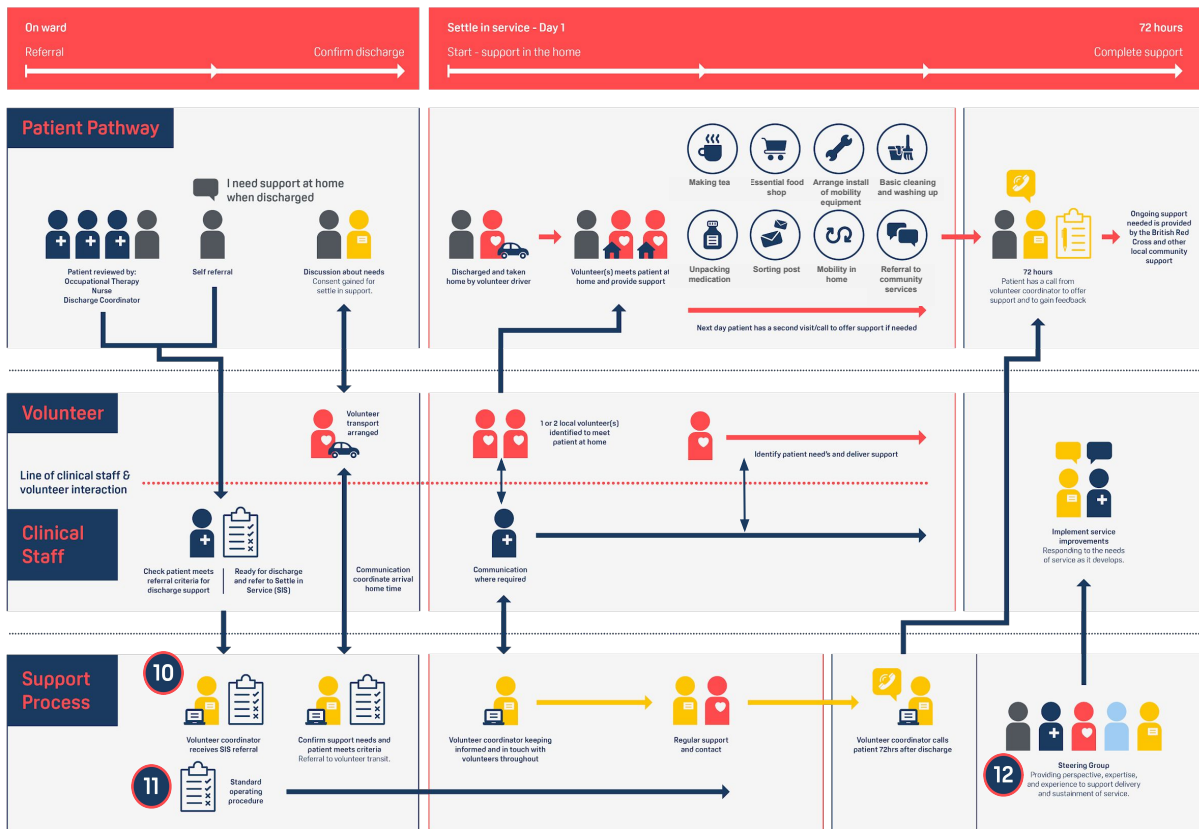 On ward
Referral
Confirm discharge
Settle in service - Day 1
72 hours
Start - support in the home
Complete support
Patient Pathway
I need support at home
when discharged
Patient reviewed by:
Occupational Therapy
Nurse
Discharge Coordinator
Self referral
Discussion about needs
Consent gained for
settle in support.
Discharged and taken
home by volunteer driver
Volunteer(s) meets patient at
home and provide support
Making tea
Essential food
shop
Arrange install
of mobility
equipment
Basic cleaning
and washing up
Unpacking
medication
Sorting post
Mobility in
home
Referral to
community
services
Next day patient has a second visit/call to offer support if needed
72 hours
Patient has a call from
volunteer coordinator to offer
support and to gain feedback
Ongoing support
needed is provided
by the British Red
Cross and other
local community
support
Volunteer
Volunteer
transport
arranged
1 or 2 local volunteer(s)
identified to meet
patient at home
Identify patient need's and deliver support
Line of clinical staff &
volunteer interaction
Clinical
Staff
Check patient meets
referral criteria for
discharge support
Ready for discharge
and refer to Settle in
Service (SIS)
Communication
coordinate arrival
home time
Communication
where required
Implement service
improvements
Responding to the needs
of service as it develops.
Support
Process
10
Volunteer coordinator
receives SIS referral
Confirm support needs and
patient meets criteria
Referral to volunteer transit.
Volunteer coordinator keeping
informed and in touch with
volunteers throughout
Regular support
and contact
Volunteer coordinator calls
patient 72hrs after discharge
11
Standard
operating
procedure
12
Steering Group
Providing perspective, expertise,
and experience to support delivery
and sustainment of service.